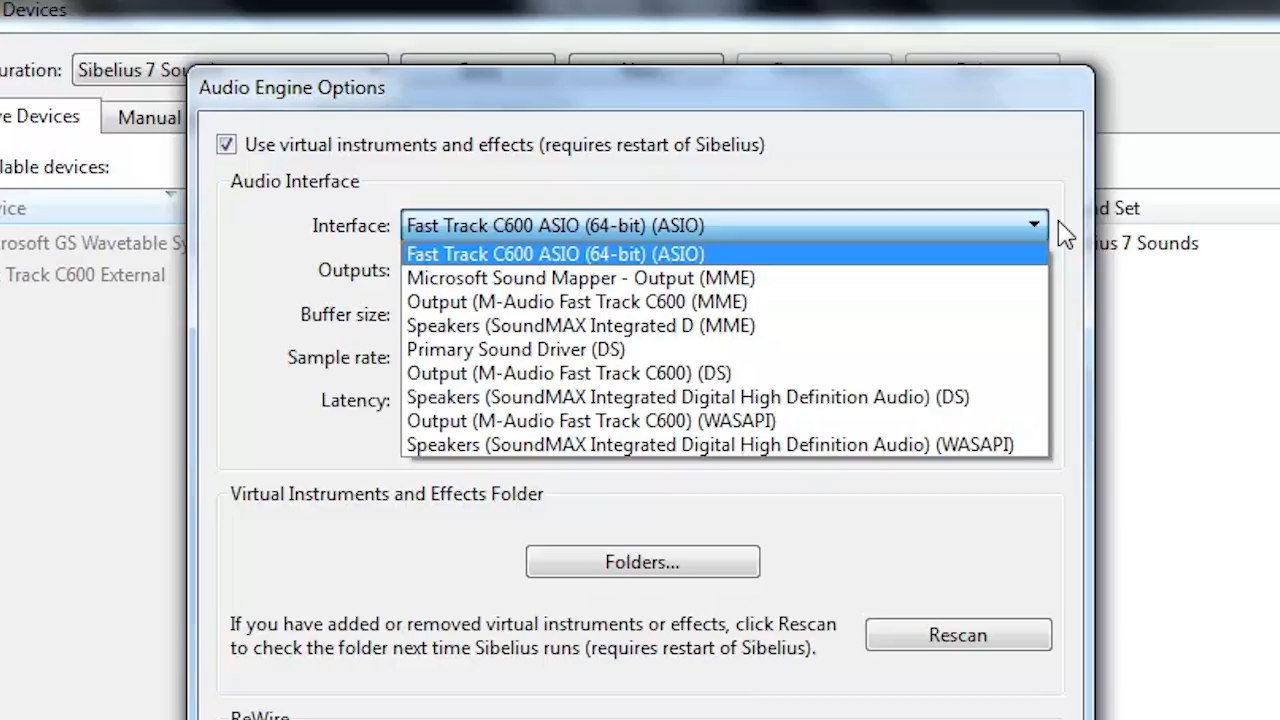 Devices
uration: Sibelius 7 Sou
Audio Engine Options
ve Devices
Manual
lable devices:
vice
rosoft GS Wavetable Sy
Track C600 External
Use virtual instruments and effects (requires restart of Sibelius)
Audio Interface
Interface: Fast Track C600 ASIO (64-bit) (ASIO)
Fast Track C600 ASIO (64-bit) (ASIO)
Microsoft Sound Mapper - Output (MME)
Output (M-Audio Fast Track C600 (MME)
Speakers (SoundMAX Integrated D (MME)
Primary Sound Driver (DS)
Output (M-Audio Fast Track C600) (DS)
Speakers (SoundMAX Integrated Digital High Definition Audio) (DS)
Output (M-Audio Fast Track C600) (WASAPI)
Speakers (SoundMAX Integrated Digital High Definition Audio) (WASAPI)
Outputs:
Buffer size:
Sample rate:
Latency:
nd Set
ius 7 Sounds
Virtual Instruments and Effects Folder
Folders...
If you have added or removed virtual instruments or effects, click Rescan
to check the folder next time Sibelius runs (requires restart of Sibelius).
Rescan
ReWire